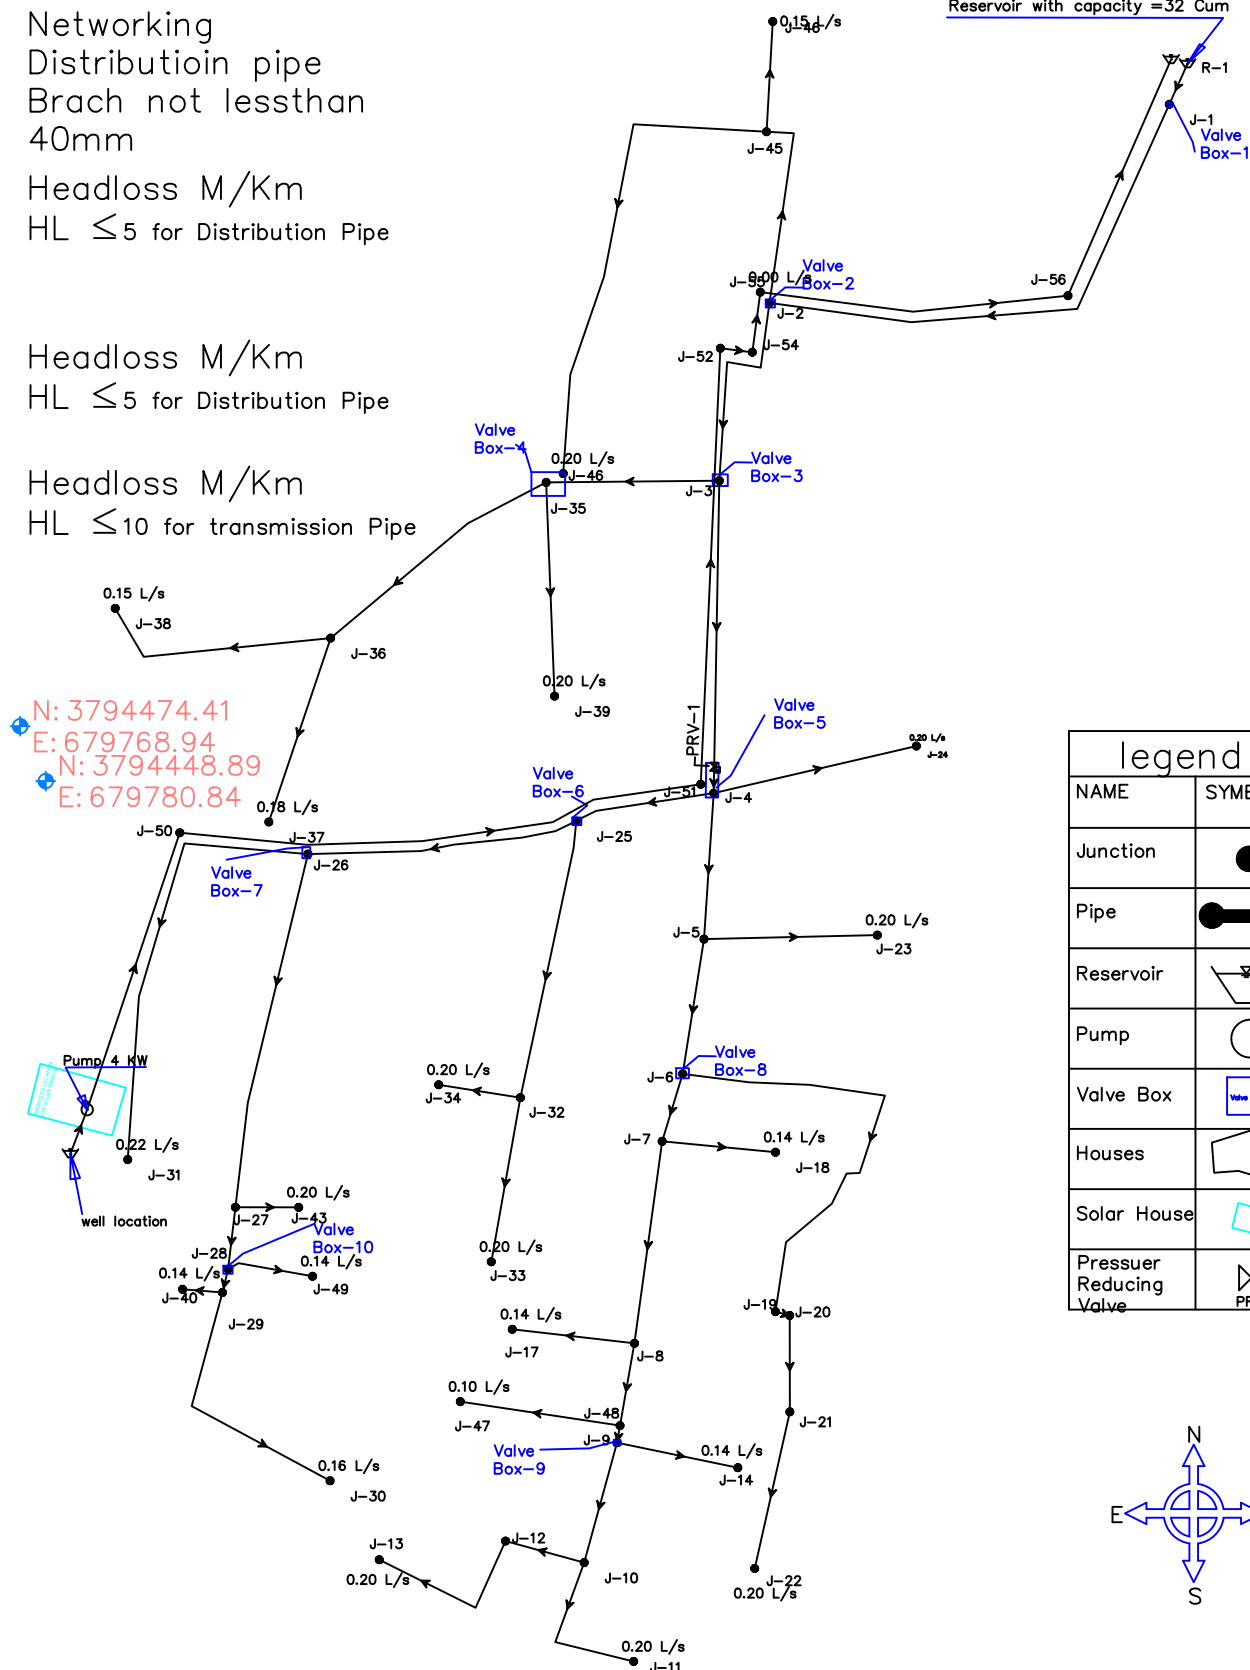 Networking
Distributioin pipe
Brach not lessthan
40mm
Headloss M/Km
HL ≤5 for Distribution Pipe
Headloss M/Km
HL ≤5 for Distribution Pipe
Headloss M/Km
HL ≤10 for transmission Pipe
Reservoir with capacity =32 Cum
R-1
J-1
Valve
Box-1
0.15 L/s
J-46
J-45
Valve
Box-2
0.00 L/s
J-55
J-2
J-56
J-52
J-54
Valve
Box-4
0.20 L/s
J-46
J-35
Valve
Box-3
J-3
0.15 L/s
J-38
J-36
0.20 L/s
J-39
N: 3794474.41
E: 679768.94
N: 3794448.89
E: 679780.84
PRV-1
Valve
Box-5
0.20 L/s
J-24
J-51
J-4
Valve
Box-6
J-25
0.18 L/s
J-37
J-50
J-26
Valve
Box-7
J-5
0.20 L/s
J-23
Pump 4 KW
0.22 L/s
J-31
well location
0.20 L/s
J-34
J-32
J-6
Valve
Box-8
J-7
0.14 L/s
J-18
0.20 L/s
J-27
J-43
Valve
Box-10
J-28
0.14 L/s
J-49
0.14 L/s
J-40
J-29
0.20 L/s
J-33
J-19
J-20
0.14 L/s
J-17
J-8
0.10 L/s
J-47
J-48
J-9
Valve
Box-9
0.14 L/s
J-14
J-21
0.16 L/s
J-30
J-13
0.20 L/s
J-12
J-10
J-22
0.20 L/s
0.20 L/s
J-11
legend
NAME
SYMB
Junction
Pipe
Reservoir
Pump
Valve Box
Valve
Houses
Solar House
Pressuer
Reducing
Valve
PR
N
E
S